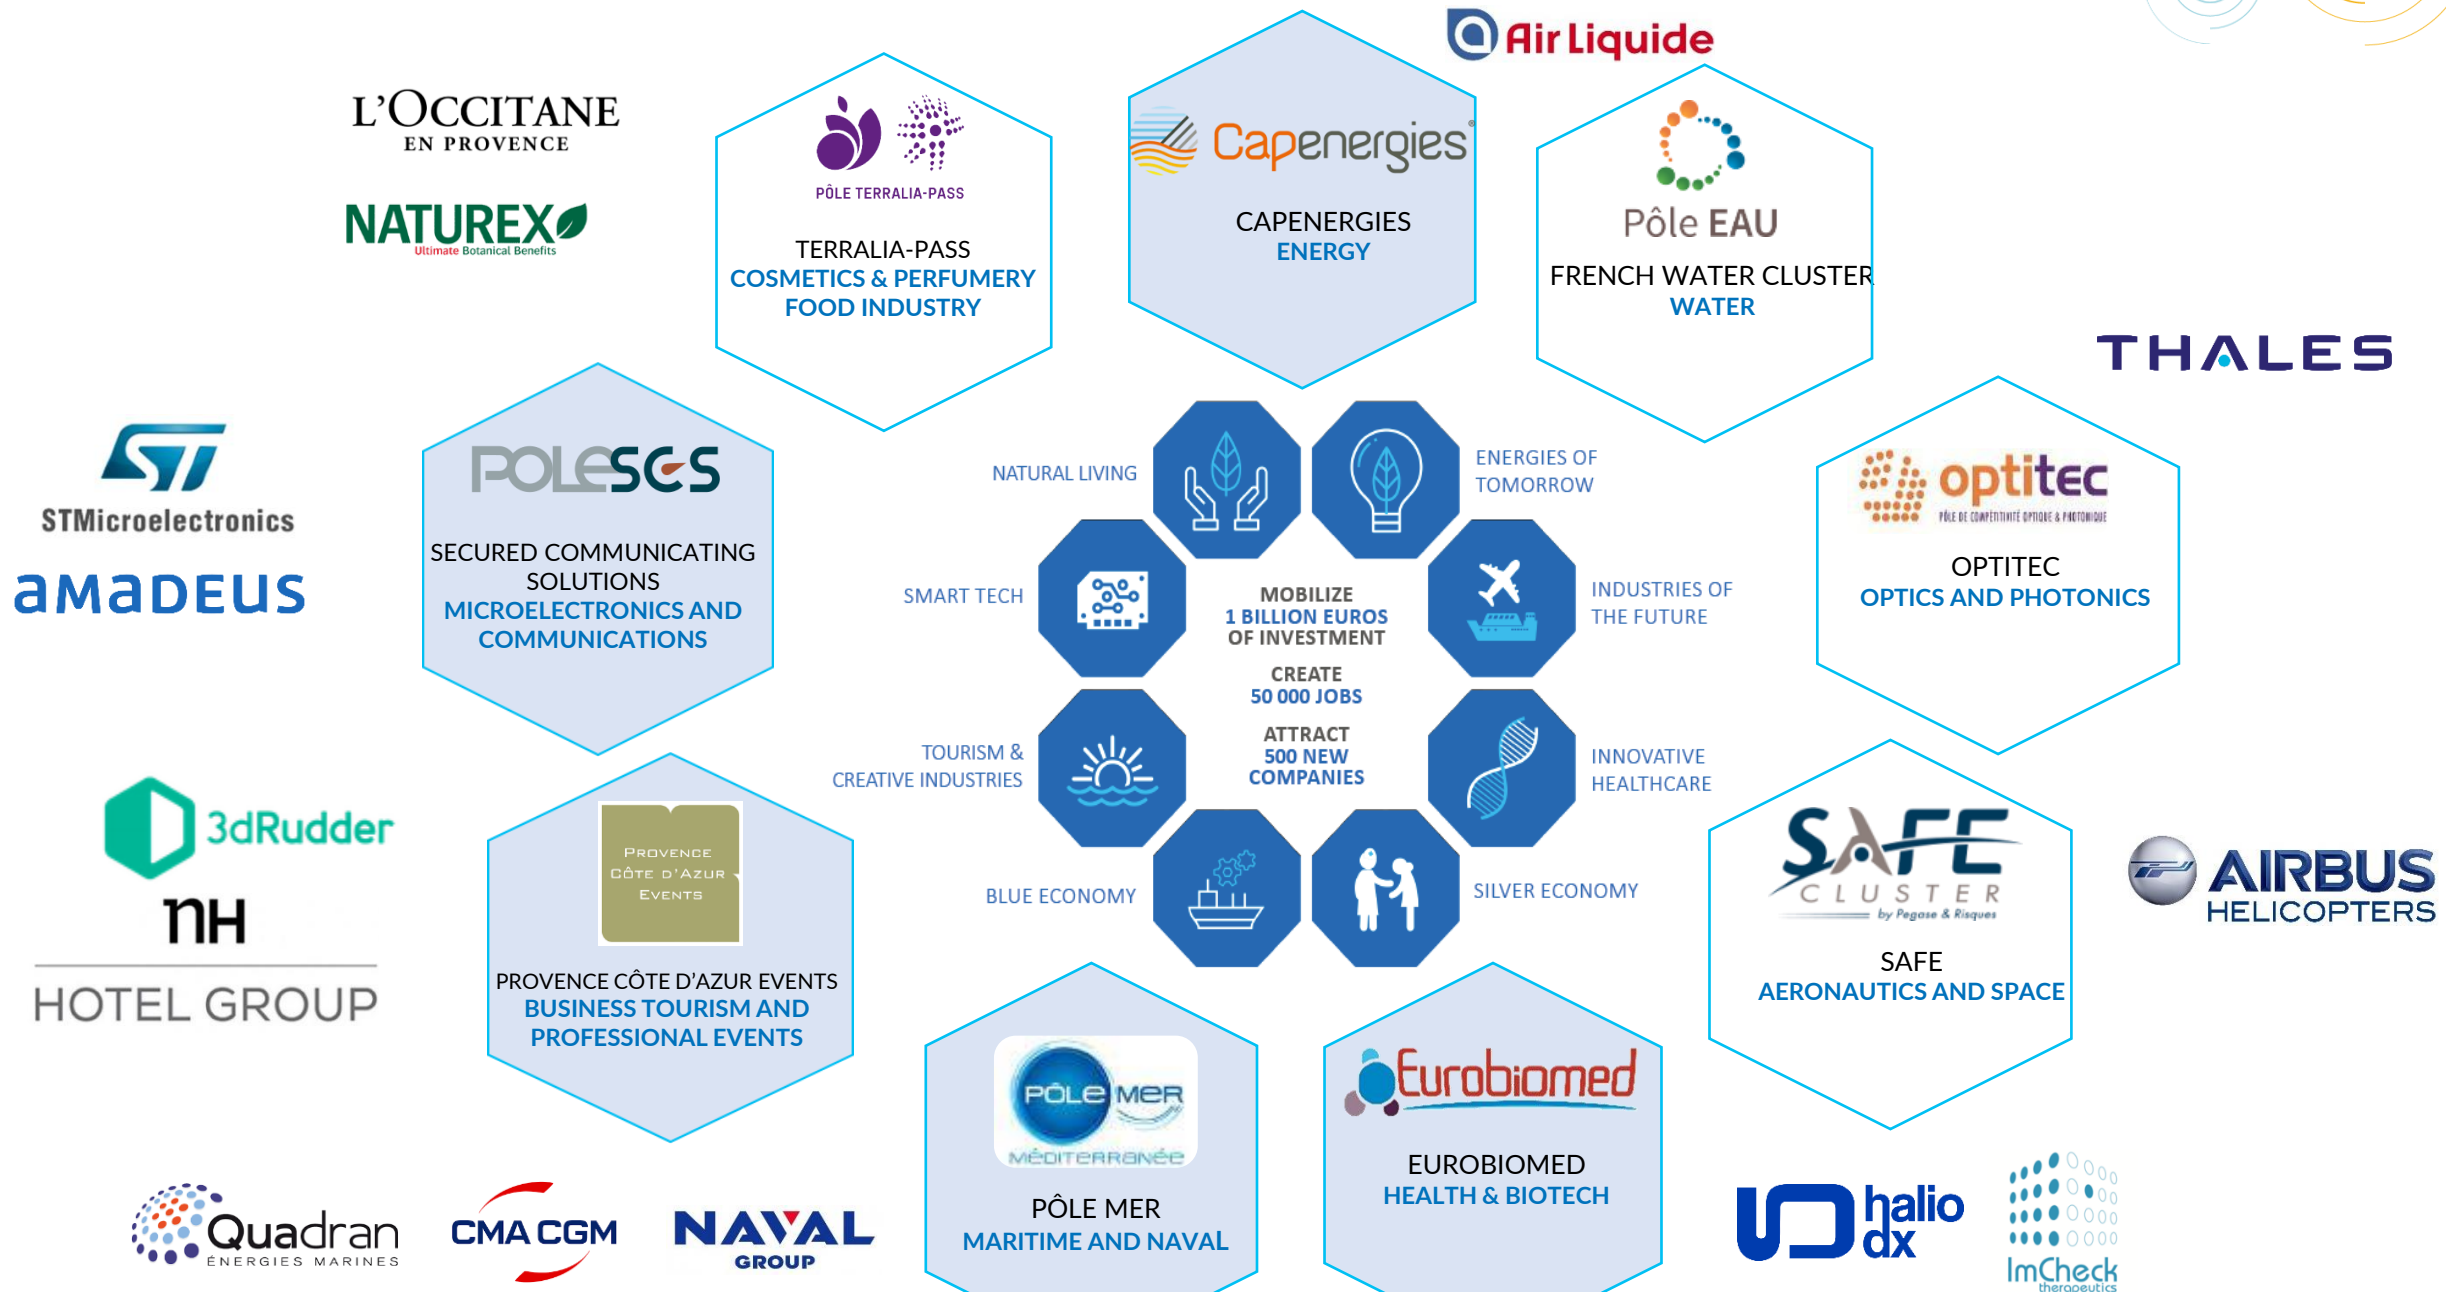 Air Liquide
L'OCCITANE
EN PROVENCE
NATUREX
Ultimate Botanical Benefits
PÔLE TERRALIA-PASS
TERRALIA-PASS
COSMETICS & PERFUMERY
FOOD INDUSTRY
Capenergies
CAPENERGIES
ENERGY
Pôle EAU
FRENCH WATER CLUSTER
WATER
THALES
STMicroelectronics
aMaDEUS
POLESCS
SECURED COMMUNICATING
SOLUTIONS
MICROELECTRONICS AND
COMMUNICATIONS
NATURAL LIVING
ENERGIES OF
TOMORROW
SMART TECH
INDUSTRIES OF
THE FUTURE
MOBILIZE
1 BILLION EUROS
OF INVESTMENT
CREATE
50 000 JOBS
ATTRACT
500 NEW
COMPANIES
TOURISM &
CREATIVE INDUSTRIES
INNOVATIVE
HEALTHCARE
BLUE ECONOMY
SILVER ECONOMY
optitec
PÔLE DE COMPÉTITIVITÉ OPTIQUE & PHOTONIQUE
OPTITEC
OPTICS AND PHOTONICS
3dRudder
NH
HOTEL GROUP
PROVENCE
CÔTE D'AZUR
EVENTS
PROVENCE CÔTE D'AZUR EVENTS
BUSINESS TOURISM AND
PROFESSIONAL EVENTS
SAFE
CLUSTER
by Pegase & Risques
SAFE
AERONAUTICS AND SPACE
AIRBUS
HELICOPTERS
Quadran
ÉNERGIES MARINES
CMA CGM
NAVAL
GROUP
PÔLE MER
MÉDITERRANÉE
PÔLE MER
MARITIME AND NAVAL
Eurobiomed
EUROBIOMED
HEALTH & BIOTECH
halio
dx
ImCheck
therapeutics